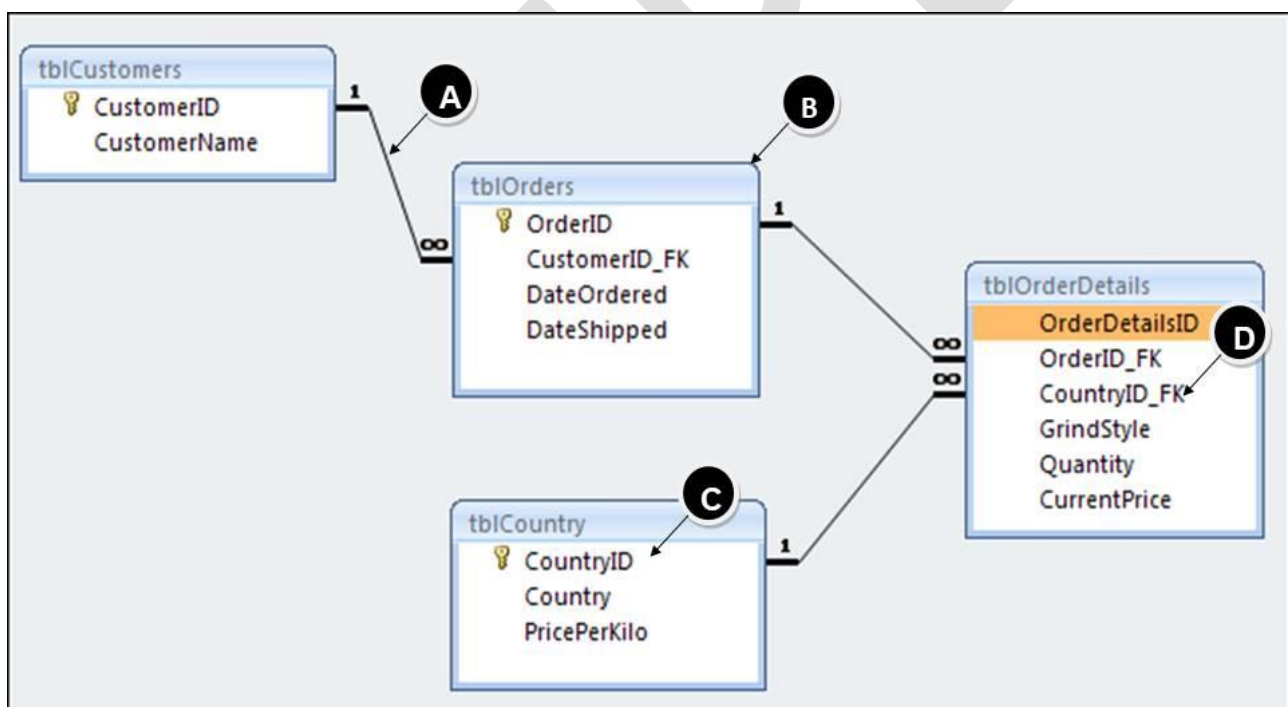 tblCustomers
CustomerID
CustomerName
1
A
∞
B
tblOrders
OrderID
CustomerID_FK
DateOrdered
DateShipped
1
∞
∞
tblOrderDetails
OrderDetailsID
OrderID_FK
CountryID_FK
GrindStyle
Quantity
CurrentPrice
D
C
tblCountry
CountryID
Country
PricePerKilo
1